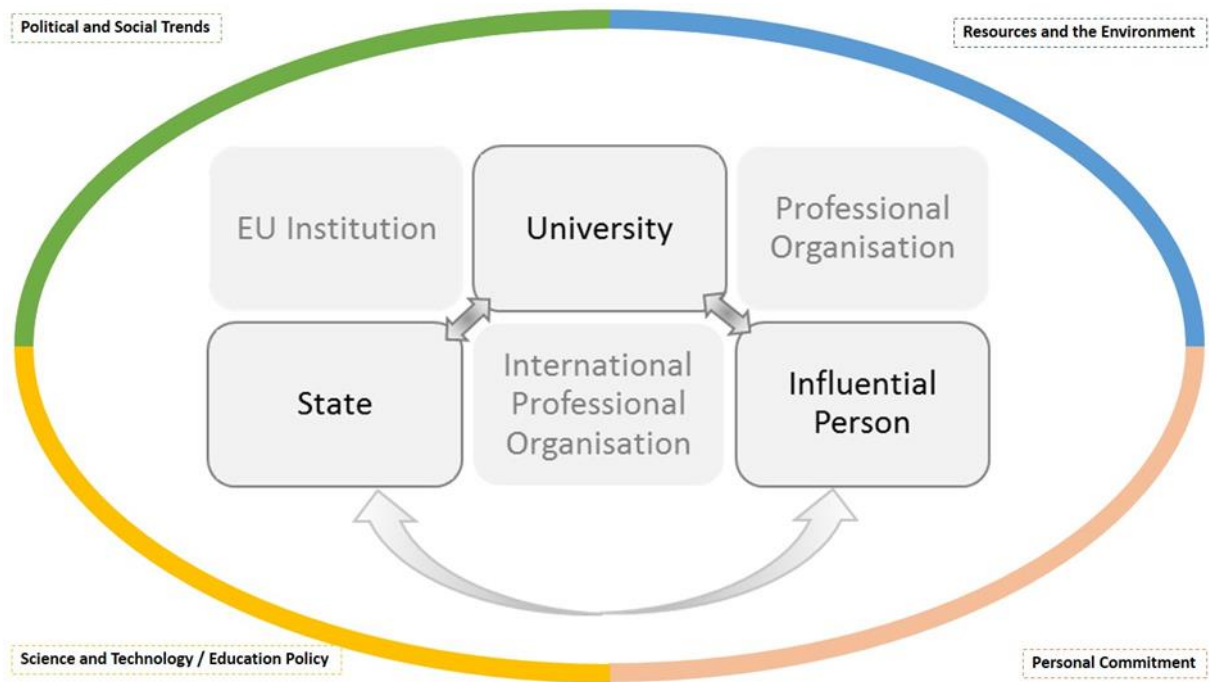 Political and Social Trends
Resources and the Environment
EU Institution
University
Professional
Organisation
State
International
Professional
Organisation
Influential
Person
Science and Technology / Education Policy
Personal Commitment